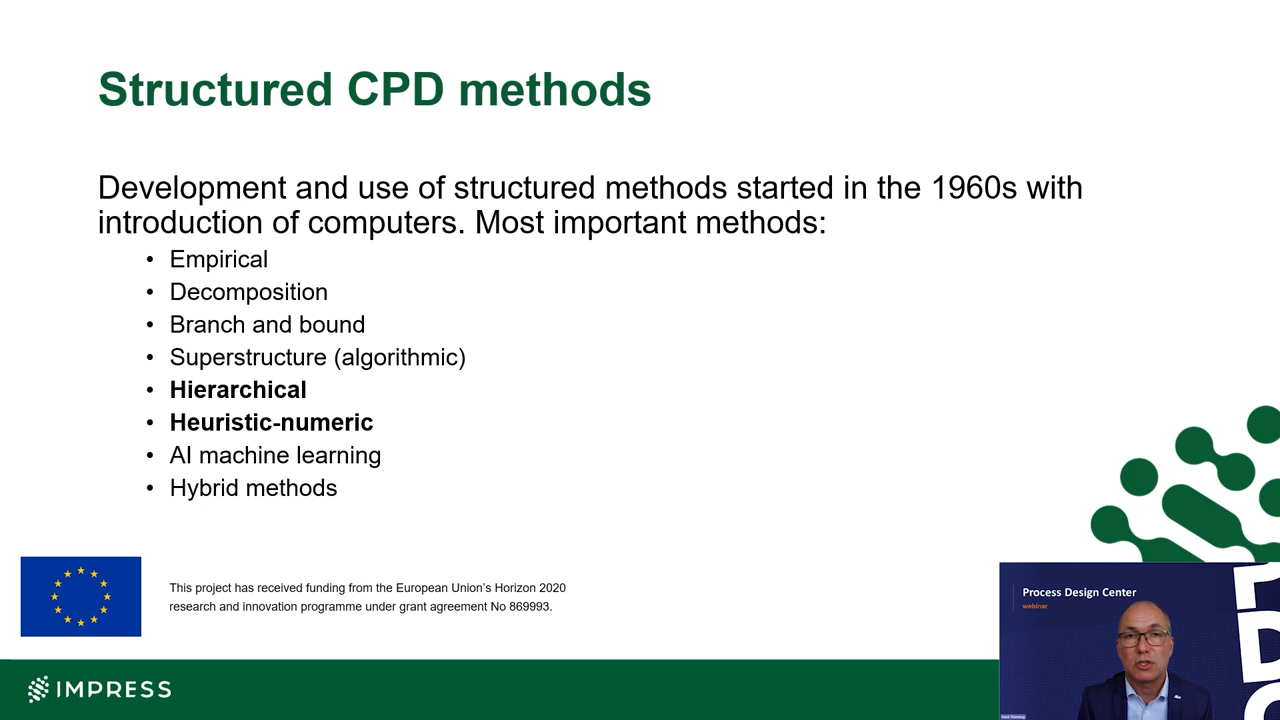 Structured CPD methods
Development and use of structured methods started in the 1960s with
introduction of computers. Most important methods:
• Empirical
• Decomposition
• Branch and bound
• Superstructure (algorithmic)
• Hierarchical
• Heuristic-numeric
• AI machine learning
• Hybrid methods
This project has received funding from the European Union's Horizon 2020
research and innovation programme under grant agreement No 869993.
IMPRESS
Process Design Center
webinar
PDC